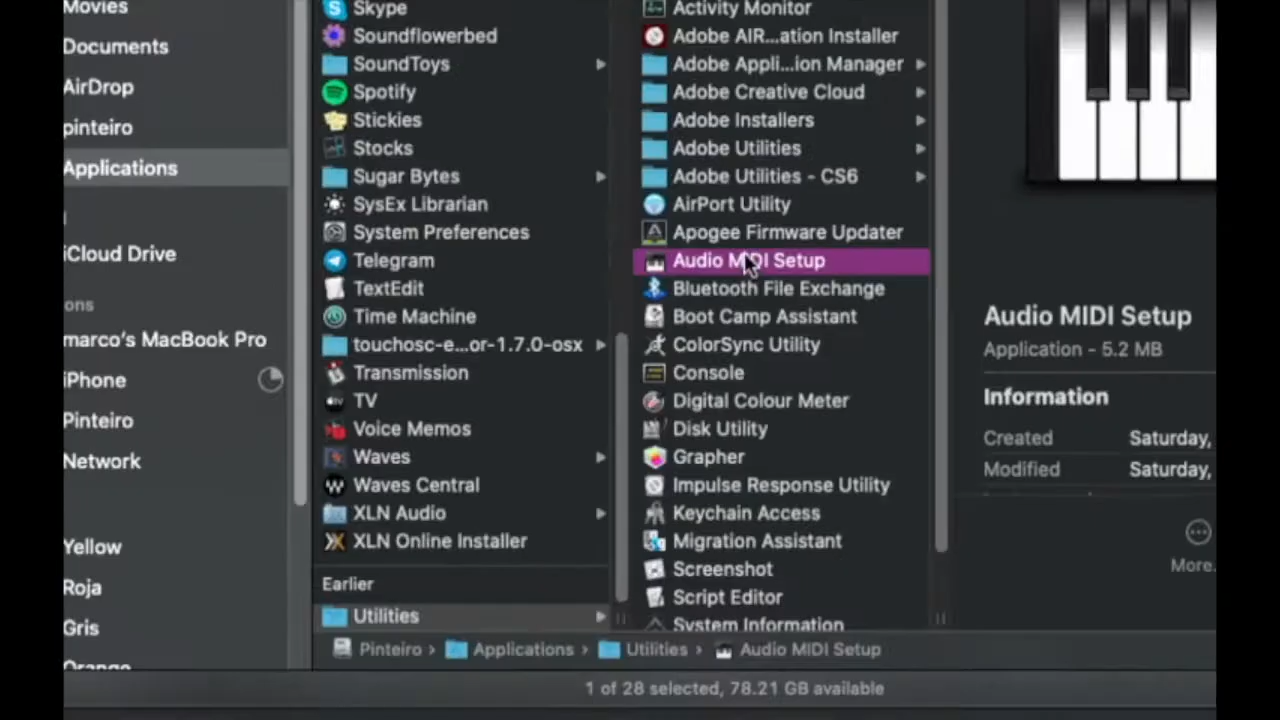 Movies
Documents
AirDrop
pinteiro
Applications
iCloud Drive
ons
marco's MacBook Pro
iPhone
Pinteiro
Network
Yellow
Roja
Gris
Orange
Skype
Soundflowerbed
SoundToys
Spotify
Stickies
Stocks
Sugar Bytes
SysEx Librarian
System Preferences
Telegram
TextEdit
Time Machine
touchosc-e...or-1.7.0-osx
Transmission
TV
Voice Memos
Waves
Waves Central
XLN Audio
XLN Online Installer
Earlier
Utilities
Activity Monitor
Adobe AIR...ation Installer
Adobe Appli...ion Manager
Adobe Creative Cloud
Adobe Installers
Adobe Utilities
Adobe Utilities - CS6
AirPort Utility
Apogee Firmware Updater
Audio MIDI Setup
Bluetooth File Exchange
Boot Camp Assistant
ColorSync Utility
Console
Digital Colour Meter
Disk Utility
Grapher
Impulse Response Utility
Keychain Access
Migration Assistant
Screenshot
Script Editor
System Information
Audio MIDI Setup
Application - 5.2 MB
Information
Created Saturday,
Modified Saturday,
More.
Pinteiro › Applications › Utilities › Audio MIDI Setup
1 of 28 selected, 78.21 GB available